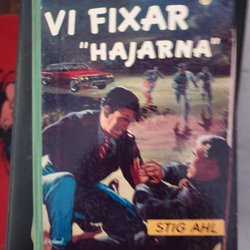 VI FIXAR
"HAJARNA"
STIG AHL